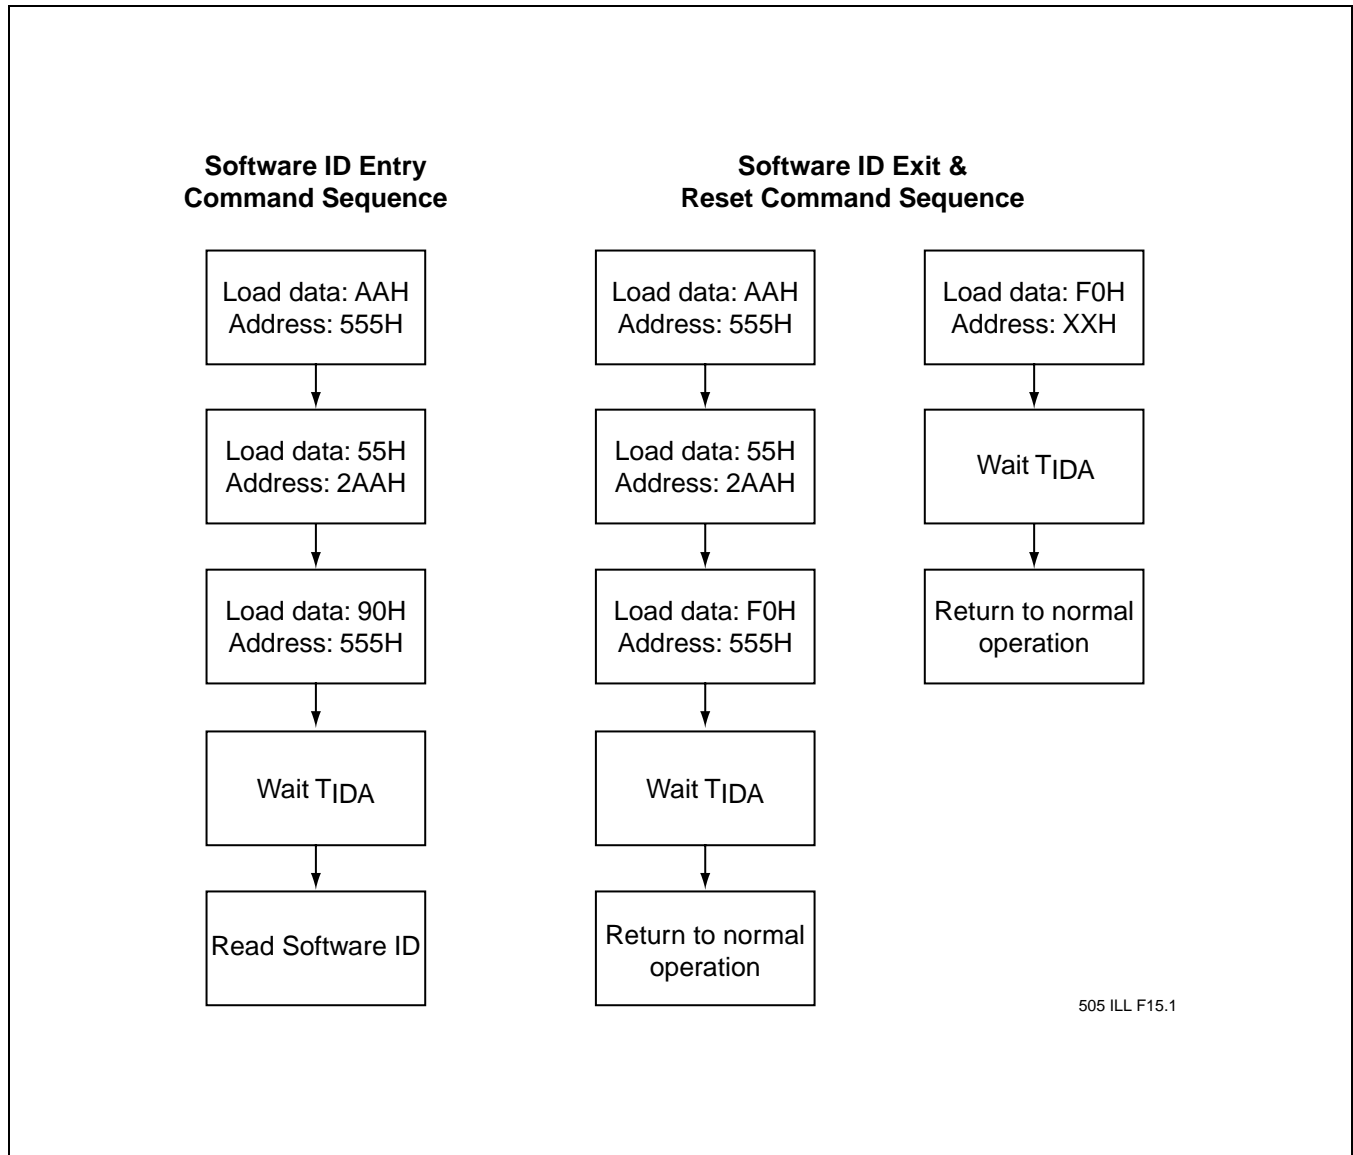 Software ID Entry
Command Sequence
Load data: AAH
Address: 555H
Load data: 55H
Address: 2AAH
Load data: 90H
Address: 555H
Wait TIDA
Read Software ID
Software ID Exit &
Reset Command Sequence
Load data: AAH
Address: 555H
Load data: 55H
Address: 2AAH
Load data: F0H
Address: 555H
Wait TIDA
Return to normal
operation
Load data: F0H
Address: XXH
Wait TIDA
Return to normal
operation
505 ILL F15.1